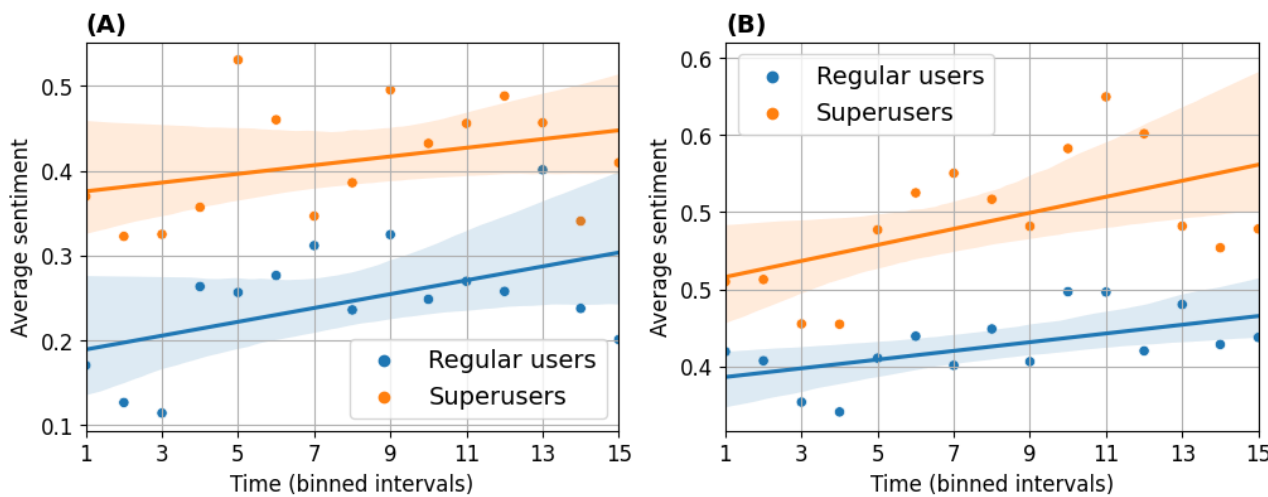 (A)
Average sentiment
0.5
0.4
0.3
0.2
0.1
Regular users
Superusers
1 3 5 7 9 11 13 15
Time (binned intervals)
(B)
Average sentiment
0.6
0.6
0.5
0.5
0.4
Regular users
Superusers
1 3 5 7 9 11 13 15
Time (binned intervals)